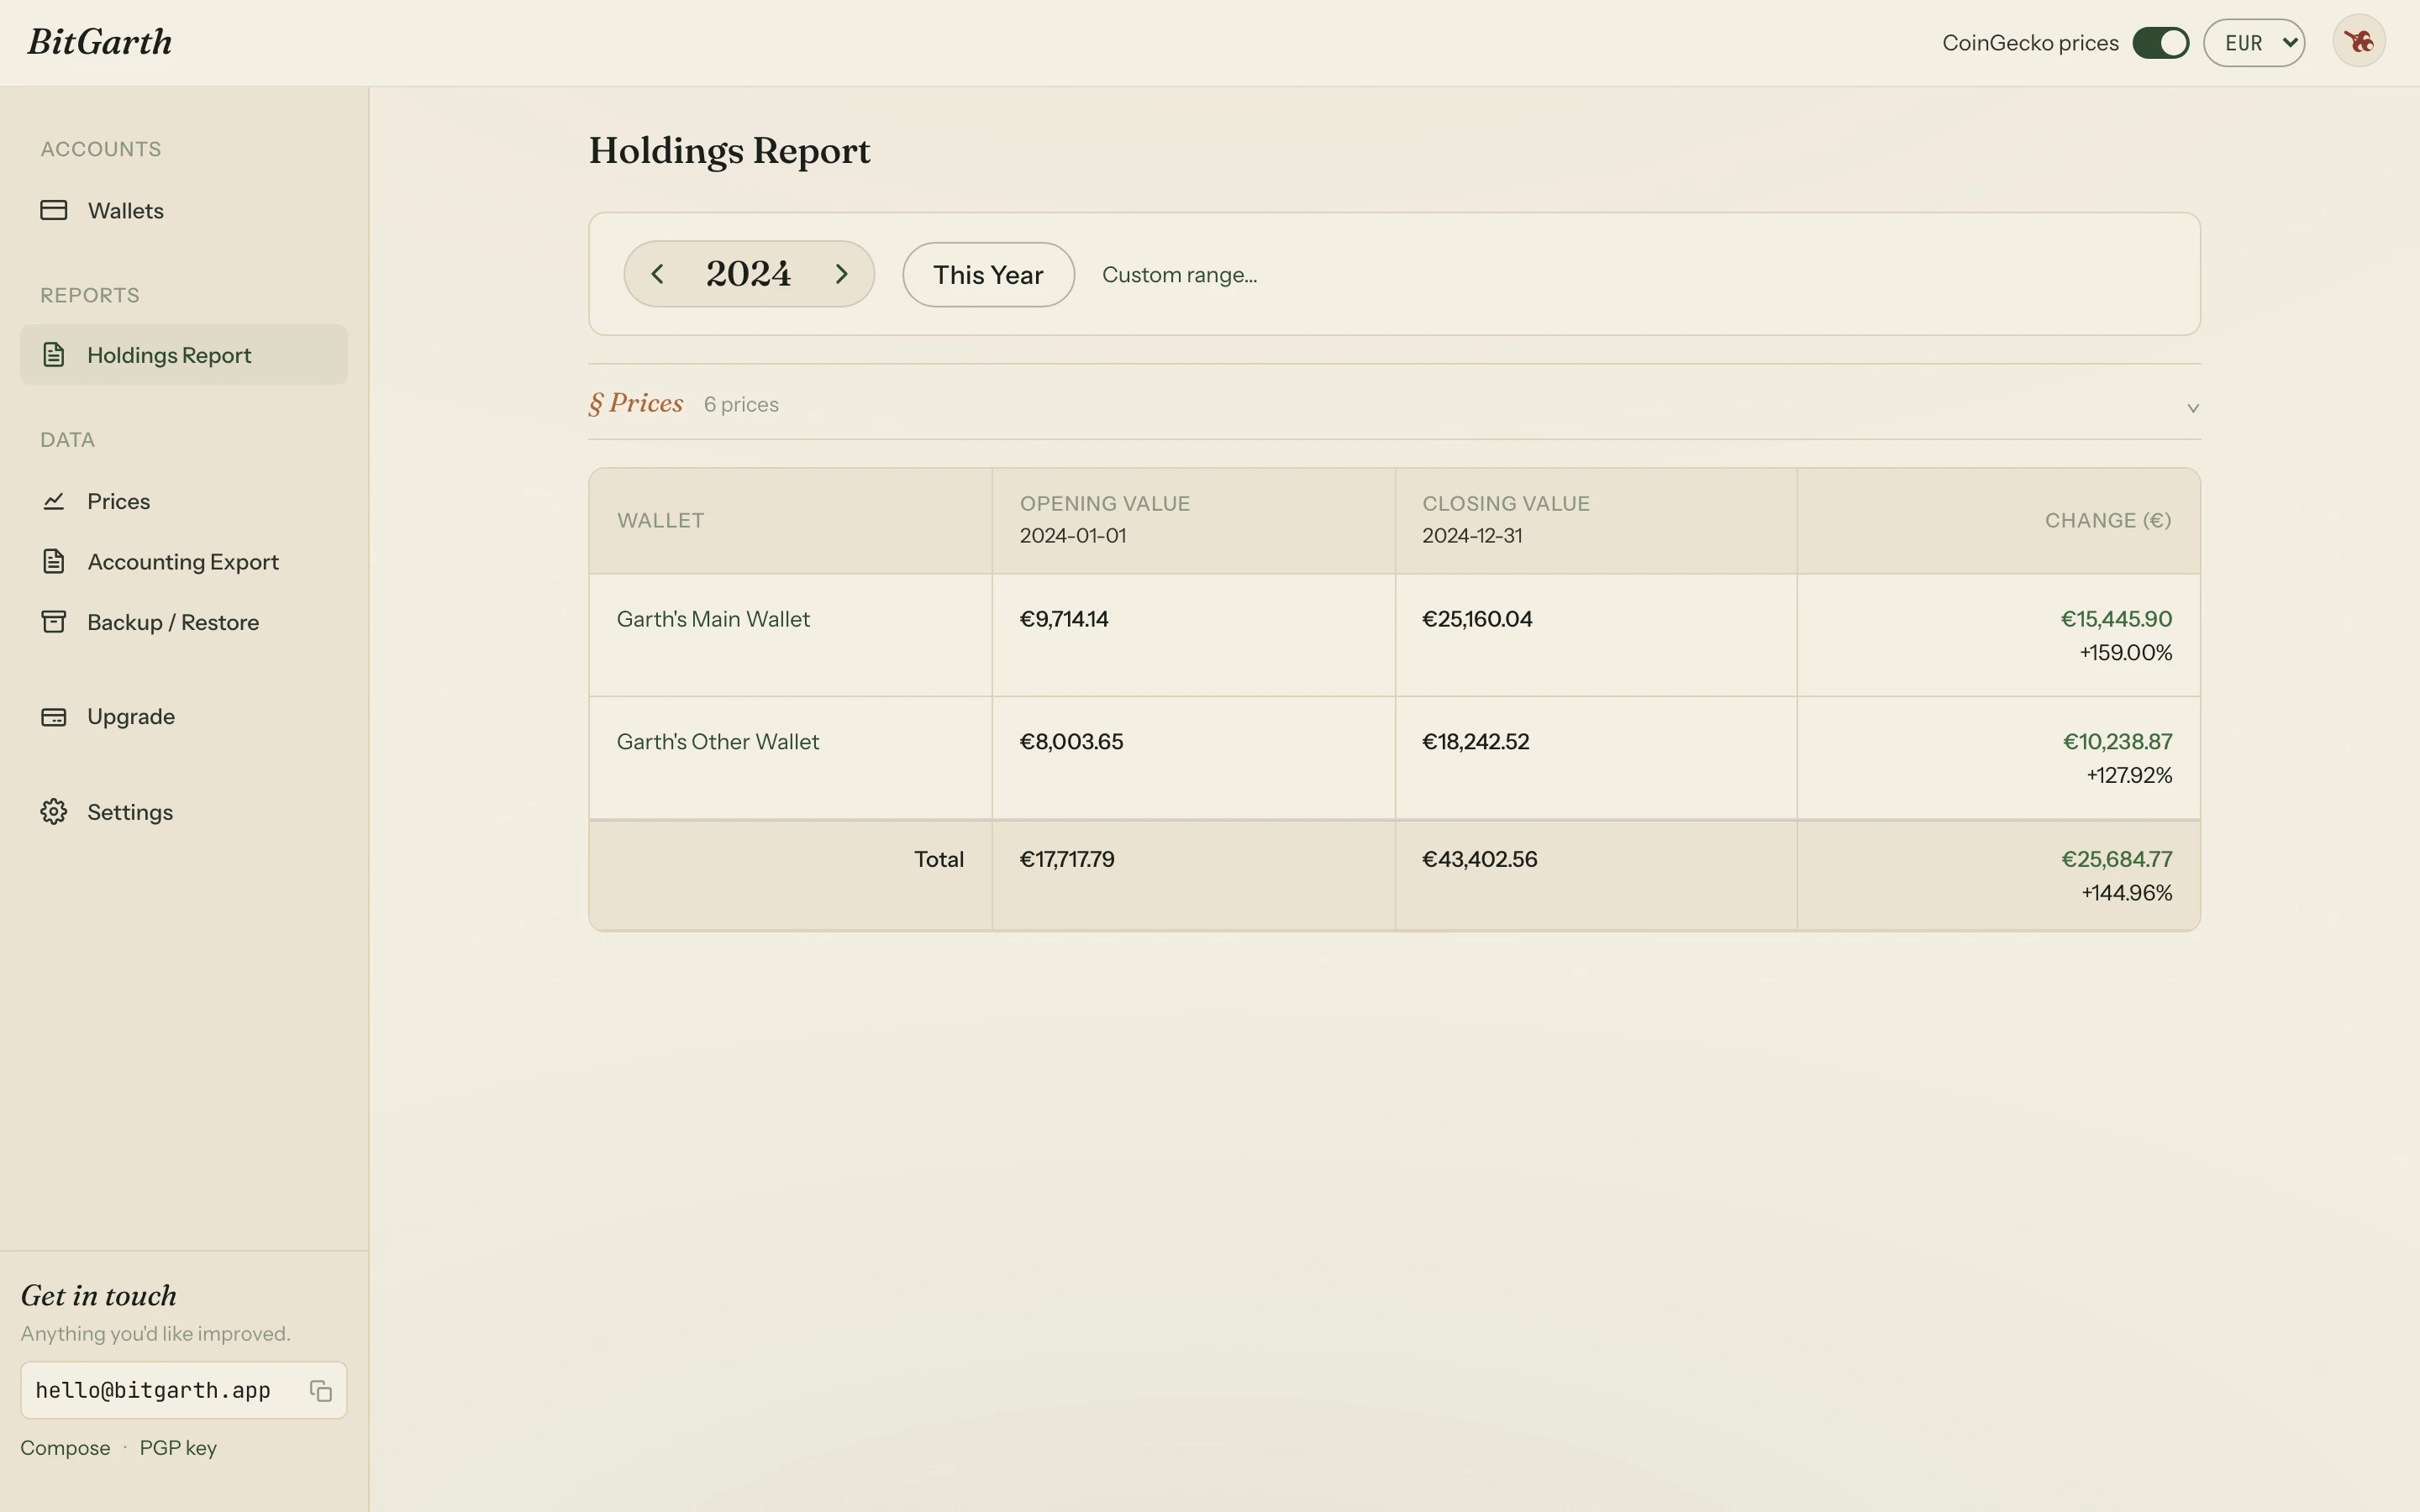 BitGarth
CoinGecko prices
EUR
ACCOUNTS
Wallets
REPORTS
Holdings Report
DATA
Prices
Accounting Export
Backup / Restore
Upgrade
Settings
Get in touch
Anything you'd like improved.
hello@bitgarth.app
Compose · PGP key
Holdings Report
2024
This Year
Custom range...
§ Prices 6 prices
WALLET
OPENING VALUE
2024-01-01
CLOSING VALUE
2024-12-31
CHANGE (€)
Garth's Main Wallet €9,714.14 €25,160.04 €15,445.90
+159.00%
Garth's Other Wallet €8,003.65 €18,242.52 €10,238.87
+127.92%
Total €17,717.79 €43,402.56 €25,684.77
+144.96%